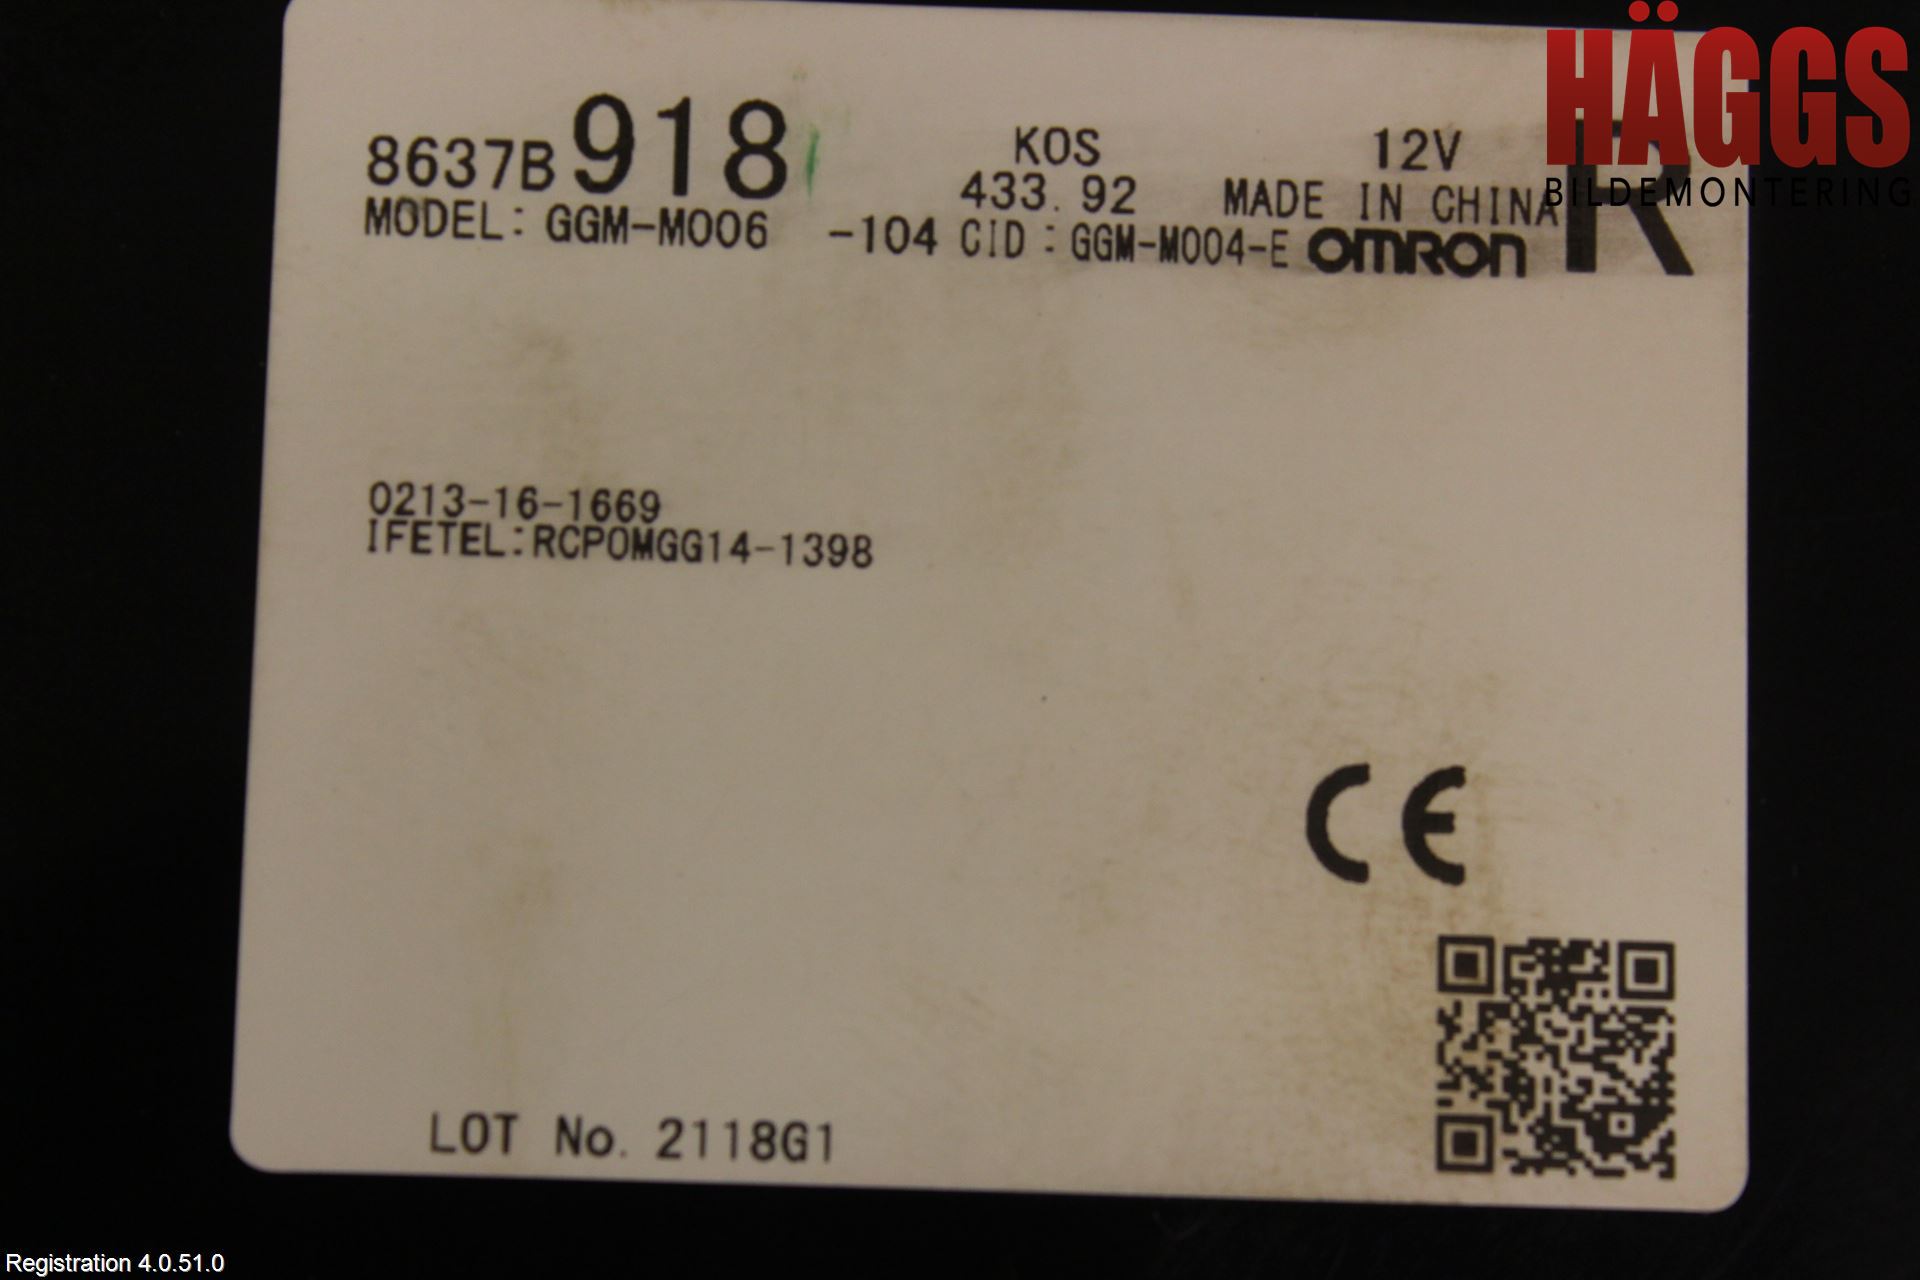 HÄGGS
BILDEMONTERING
8637B918 KOS 12V R
433.92 MADE IN CHINA
MODEL: GGM-M006 -104 CID : GGM-M004-E OMRON
0213-16-1669
IFETEL:RCPOMGG14-1398
CE
LOT No. 2118G1
Registration 4.0.51.0